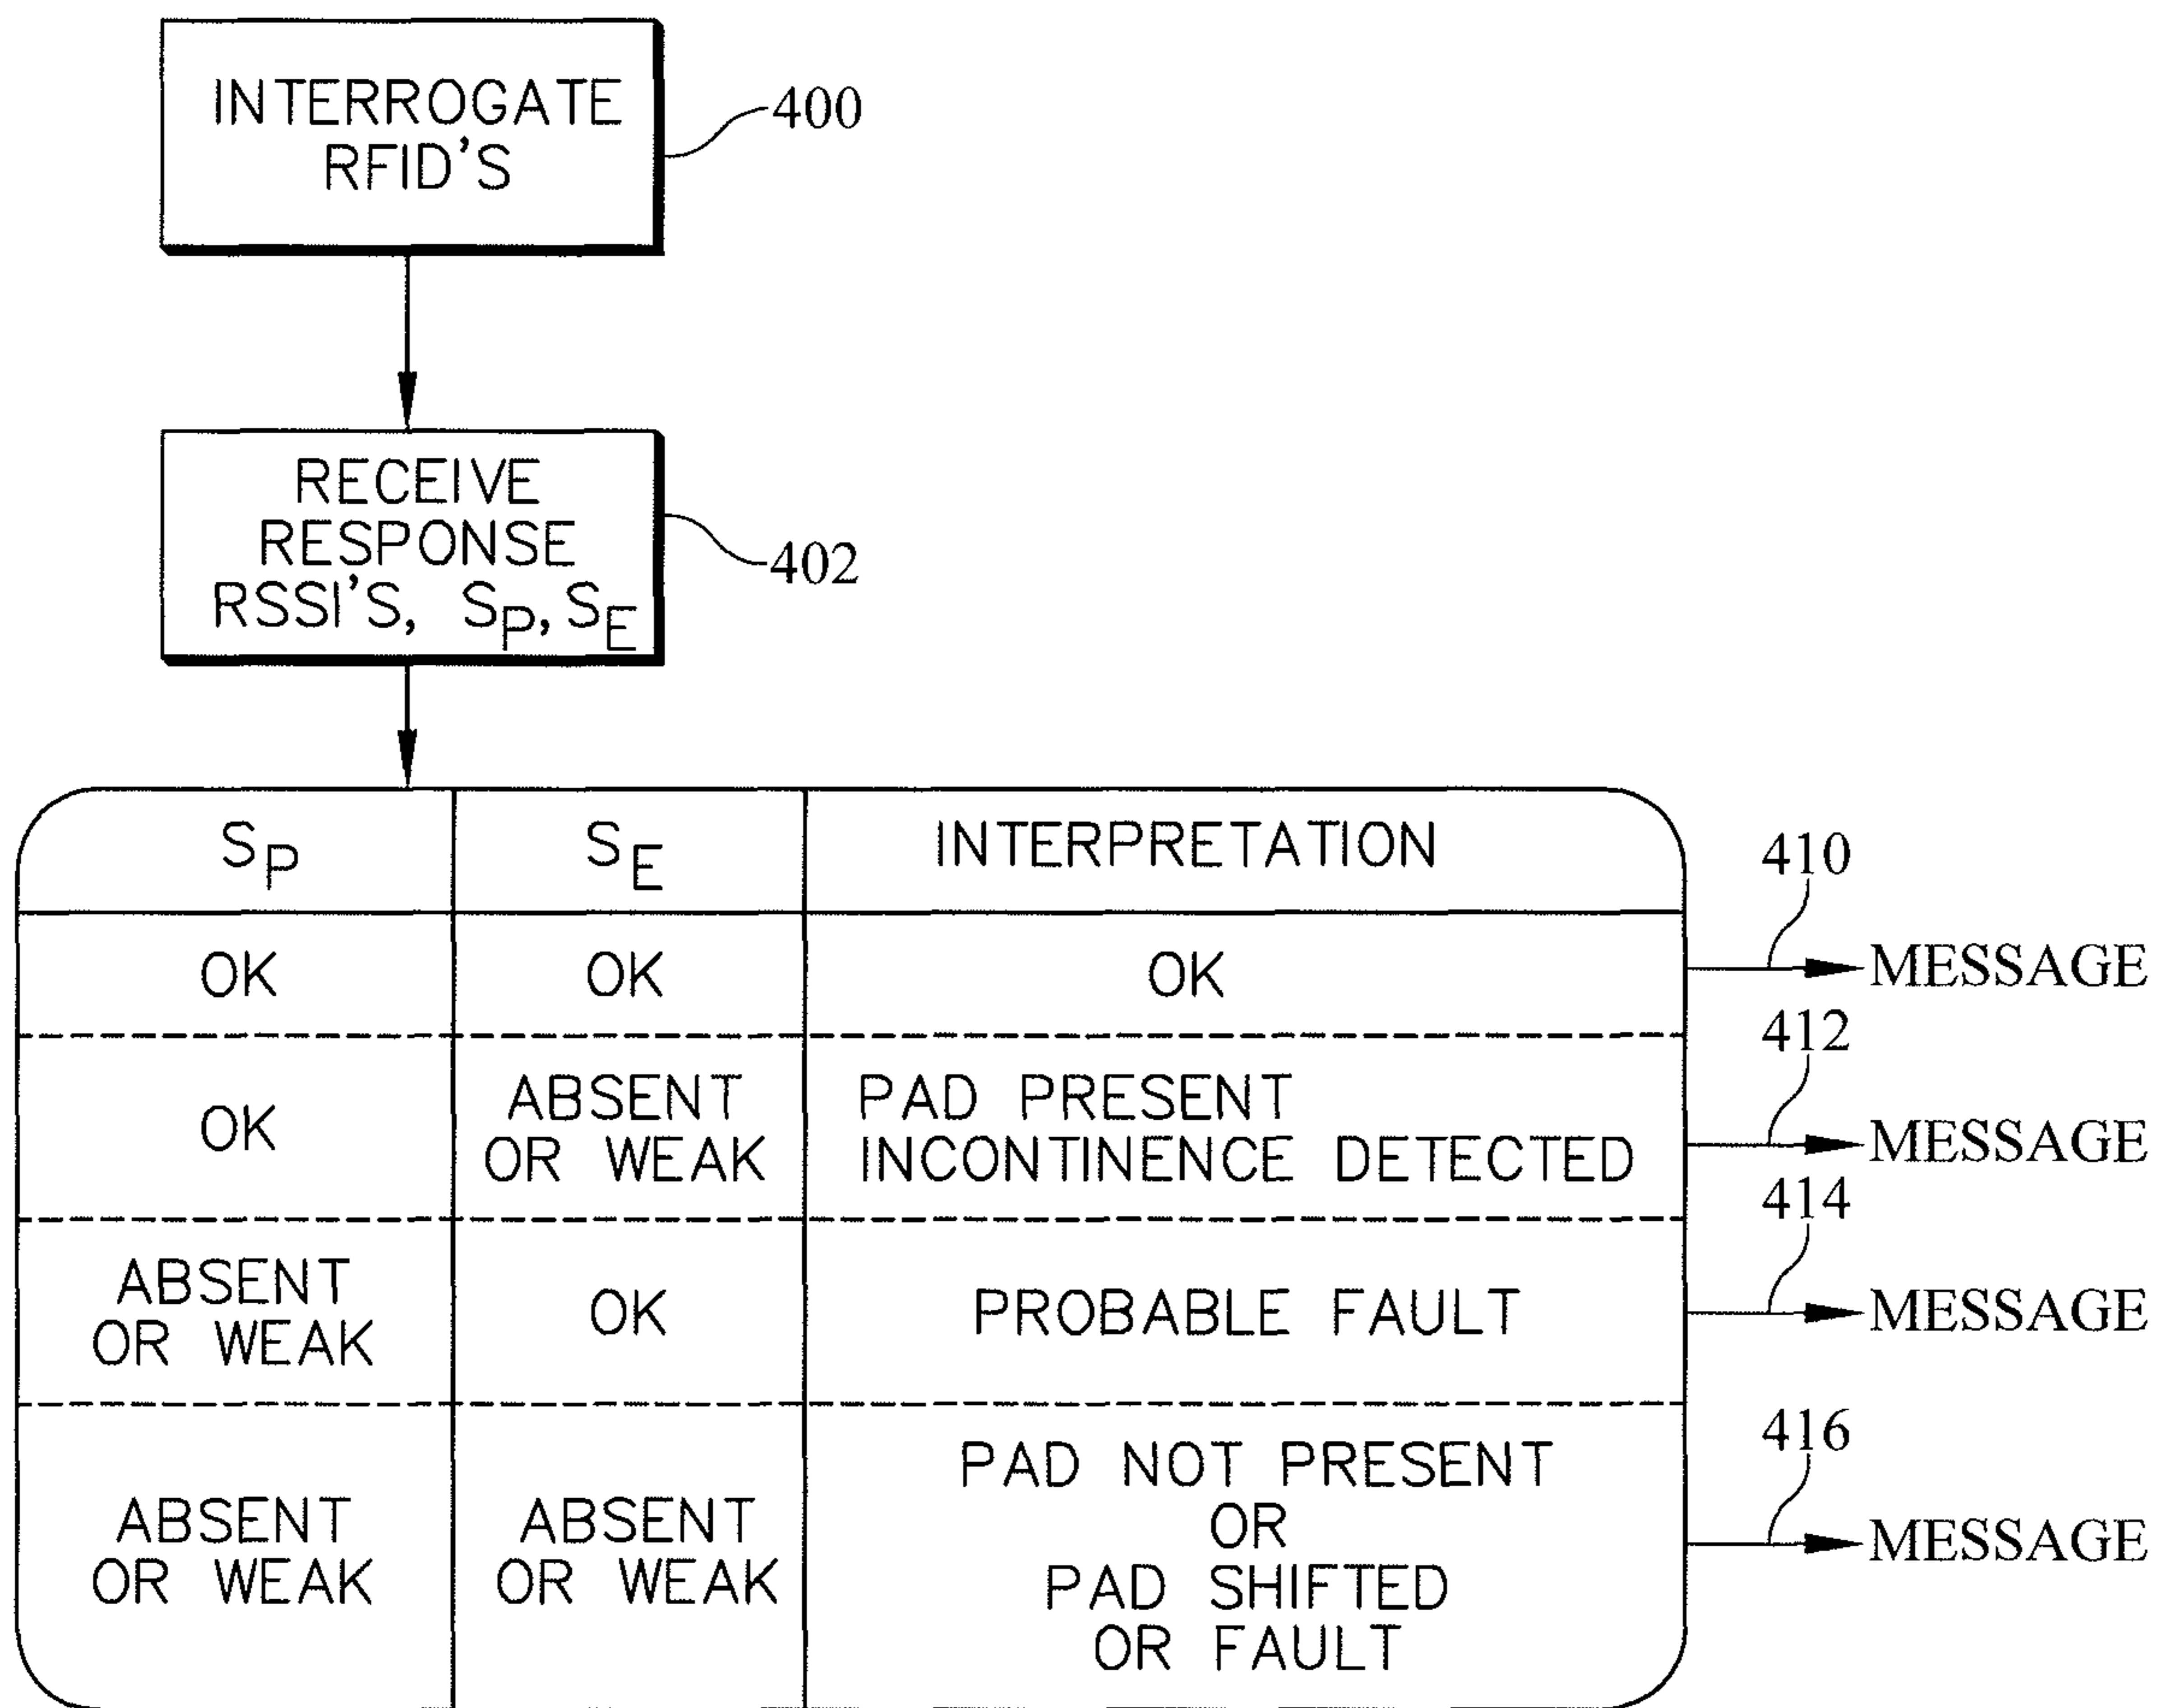 INTERROGATE
RFID'S
400
RECEIVE
RESPONSE
RSSI'S, SP, SE
402
SP SE INTERPRETATION
410
OK OK OK MESSAGE
412
OK
ABSENT
OR WEAK
PAD PRESENT
INCONTINENCE DETECTED
MESSAGE
414
ABSENT
OR WEAK
OK
PROBABLE FAULT
MESSAGE
416
ABSENT
OR WEAK
ABSENT
OR WEAK
PAD NOT PRESENT
OR
PAD SHIFTED
OR FAULT
MESSAGE